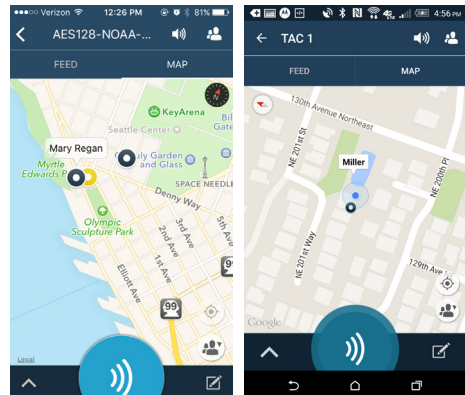 Verizon 12:26 PM 81%
AES128-NOAA-...
FEED MAP
KeyArena
Seattle Center
Mary Regan
Garden
and Glass
Myrtle
Edwards
SPACE NEEDLE
Denny Way
Olympic
Sculpture Park
2nd Ave
3rd Ave
5th
1st Ave
Elliott Ave
99
Legal
4:56 PM
TAC 1
FEED MAP
130th Avenue Northeast
NE 201st St
Miller
NE 200th Pl
NE 201st Way
129th Ave
Google